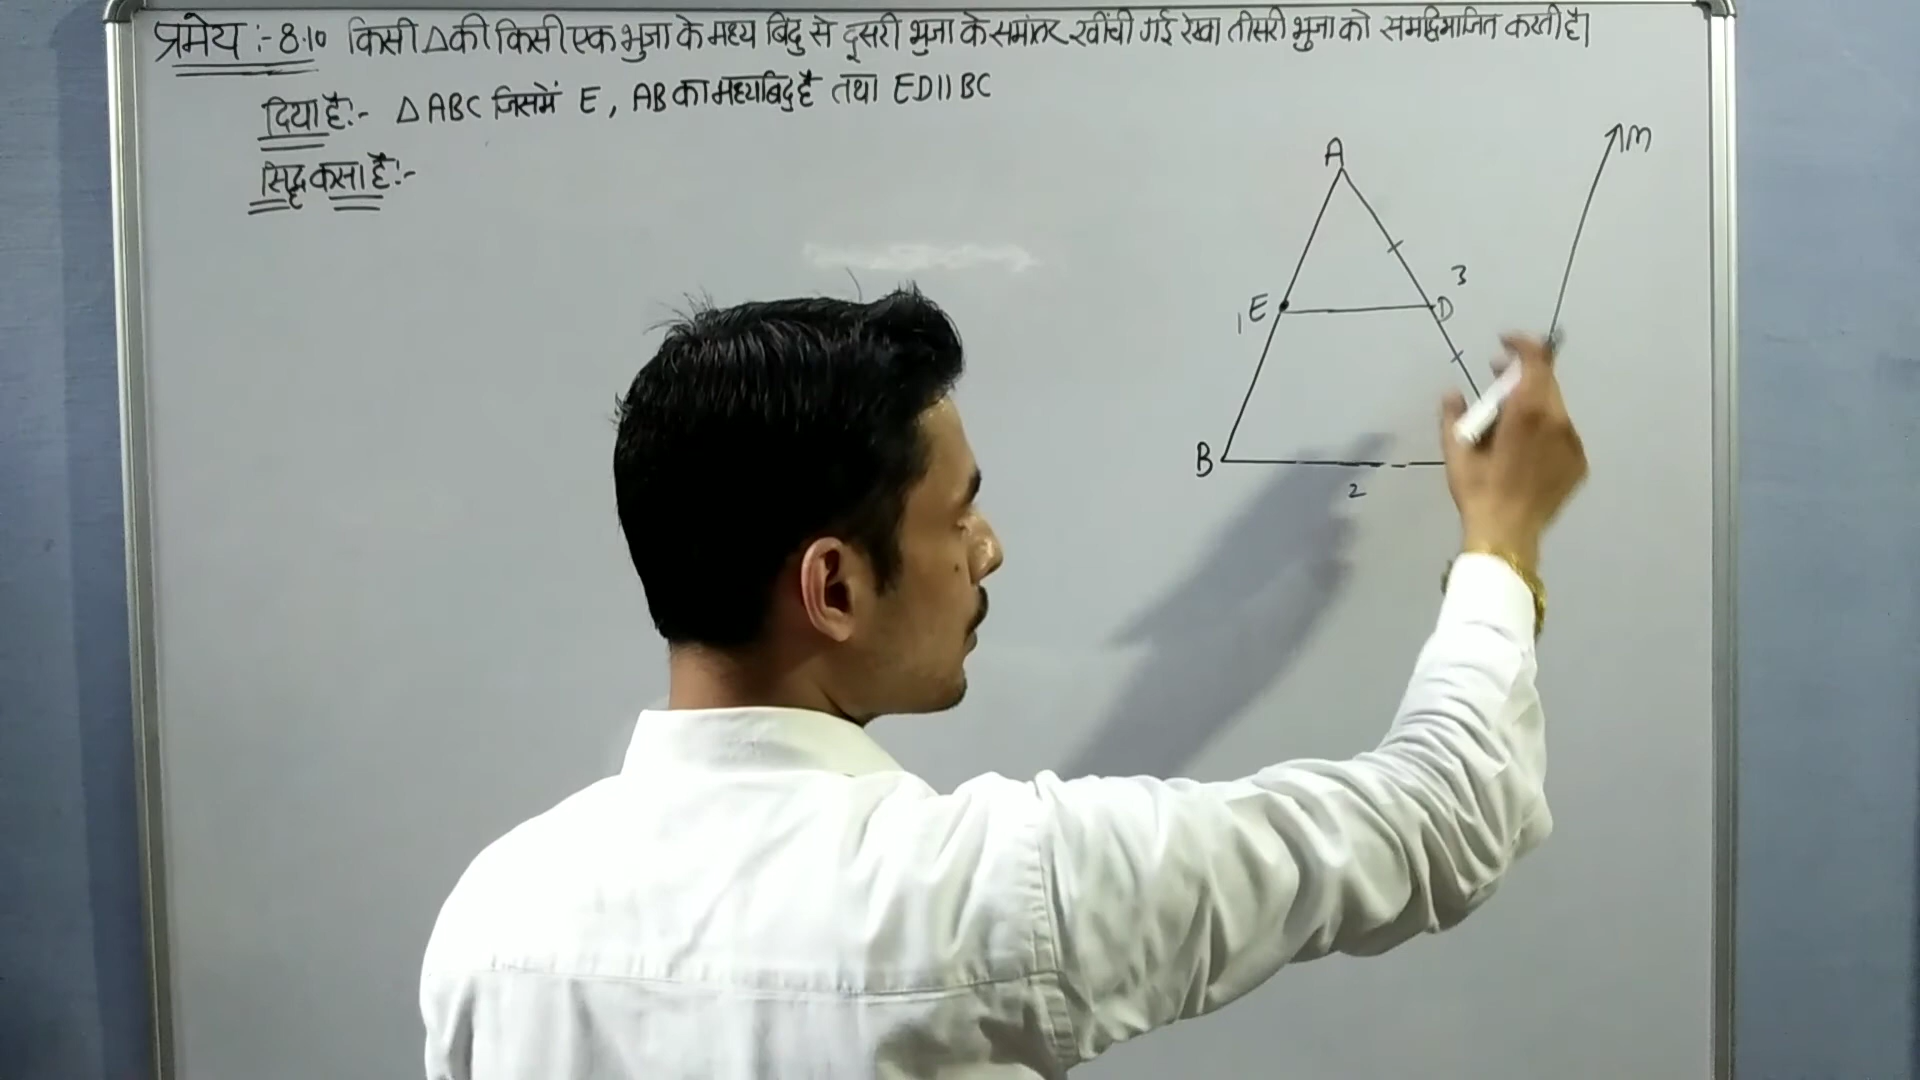 प्रमेय :- 8.10 किसी △ की किसी एक भुजा के मध्य बिंदु से दूसरी भुजा के समांतर खींची गई रेखा तीसरी भुजा को समद्विभाजित करती है।
दिया है:- △ ABC जिसमें E, AB का मध्यबिंदु है तथा ED || BC
सिद्ध करना है:-
A
M
3
1 E
D
B
2